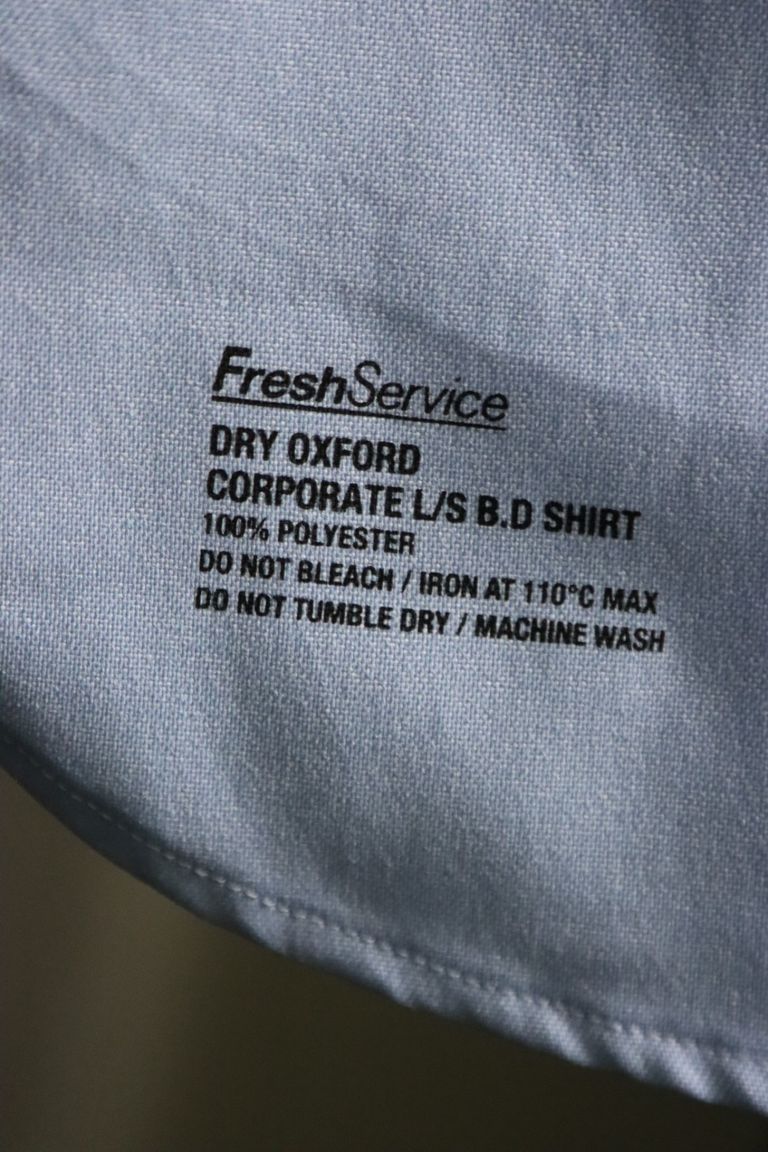 FreshService
DRY OXFORD
CORPORATE L/S B.D SHIRT
100% POLYESTER
DO NOT BLEACH / IRON AT 110°C MAX
DO NOT TUMBLE DRY / MACHINE WASH